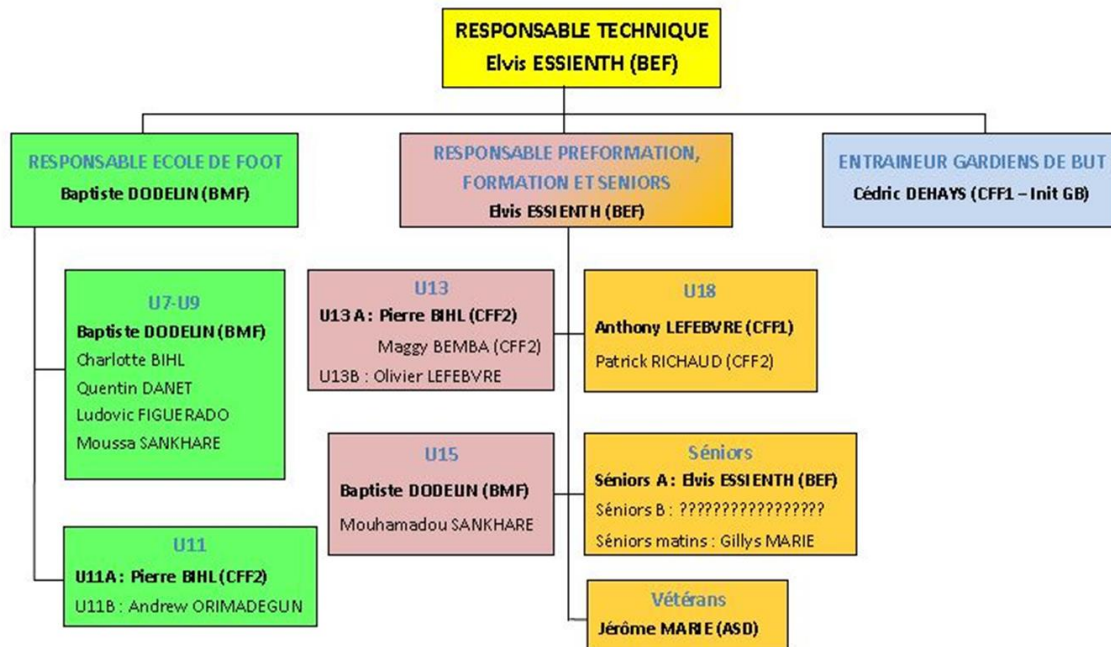 RESPONSABLE TECHNIQUE
Elvis ESSIENTH (BEF)
RESPONSABLE ECOLE DE FOOT
Baptiste DODELIN (BMF)
RESPONSABLE PREFORMATION,
FORMATION ET SENIORS
Elvis ESSIENTH (BEF)
ENTRAINEUR GARDIENS DE BUT
Cédric DEHAYS (CFF1 – Init GB)
U7-U9
Baptiste DODELIN (BMF)
Charlotte BIHL
Quentin DANET
Ludovic FIGUERADO
Moussa SANKHARE
U11
U11A : Pierre BIHL (CFF2)
U11B : Andrew ORIMADEGUN
U13
U13 A : Pierre BIHL (CFF2)
Maggy BEMBA (CFF2)
U13B : Olivier LEFEBVRE
U15
Baptiste DODELIN (BMF)
Mouhamadou SANKHARE
U18
Anthony LEFEBVRE (CFF1)
Patrick RICHAUD (CFF2)
Séniors
Séniors A : Elvis ESSIENTH (BEF)
Séniors B : ?????????????????
Séniors matins : Gillys MARIE
Vétérans
Jérôme MARIE (ASD)